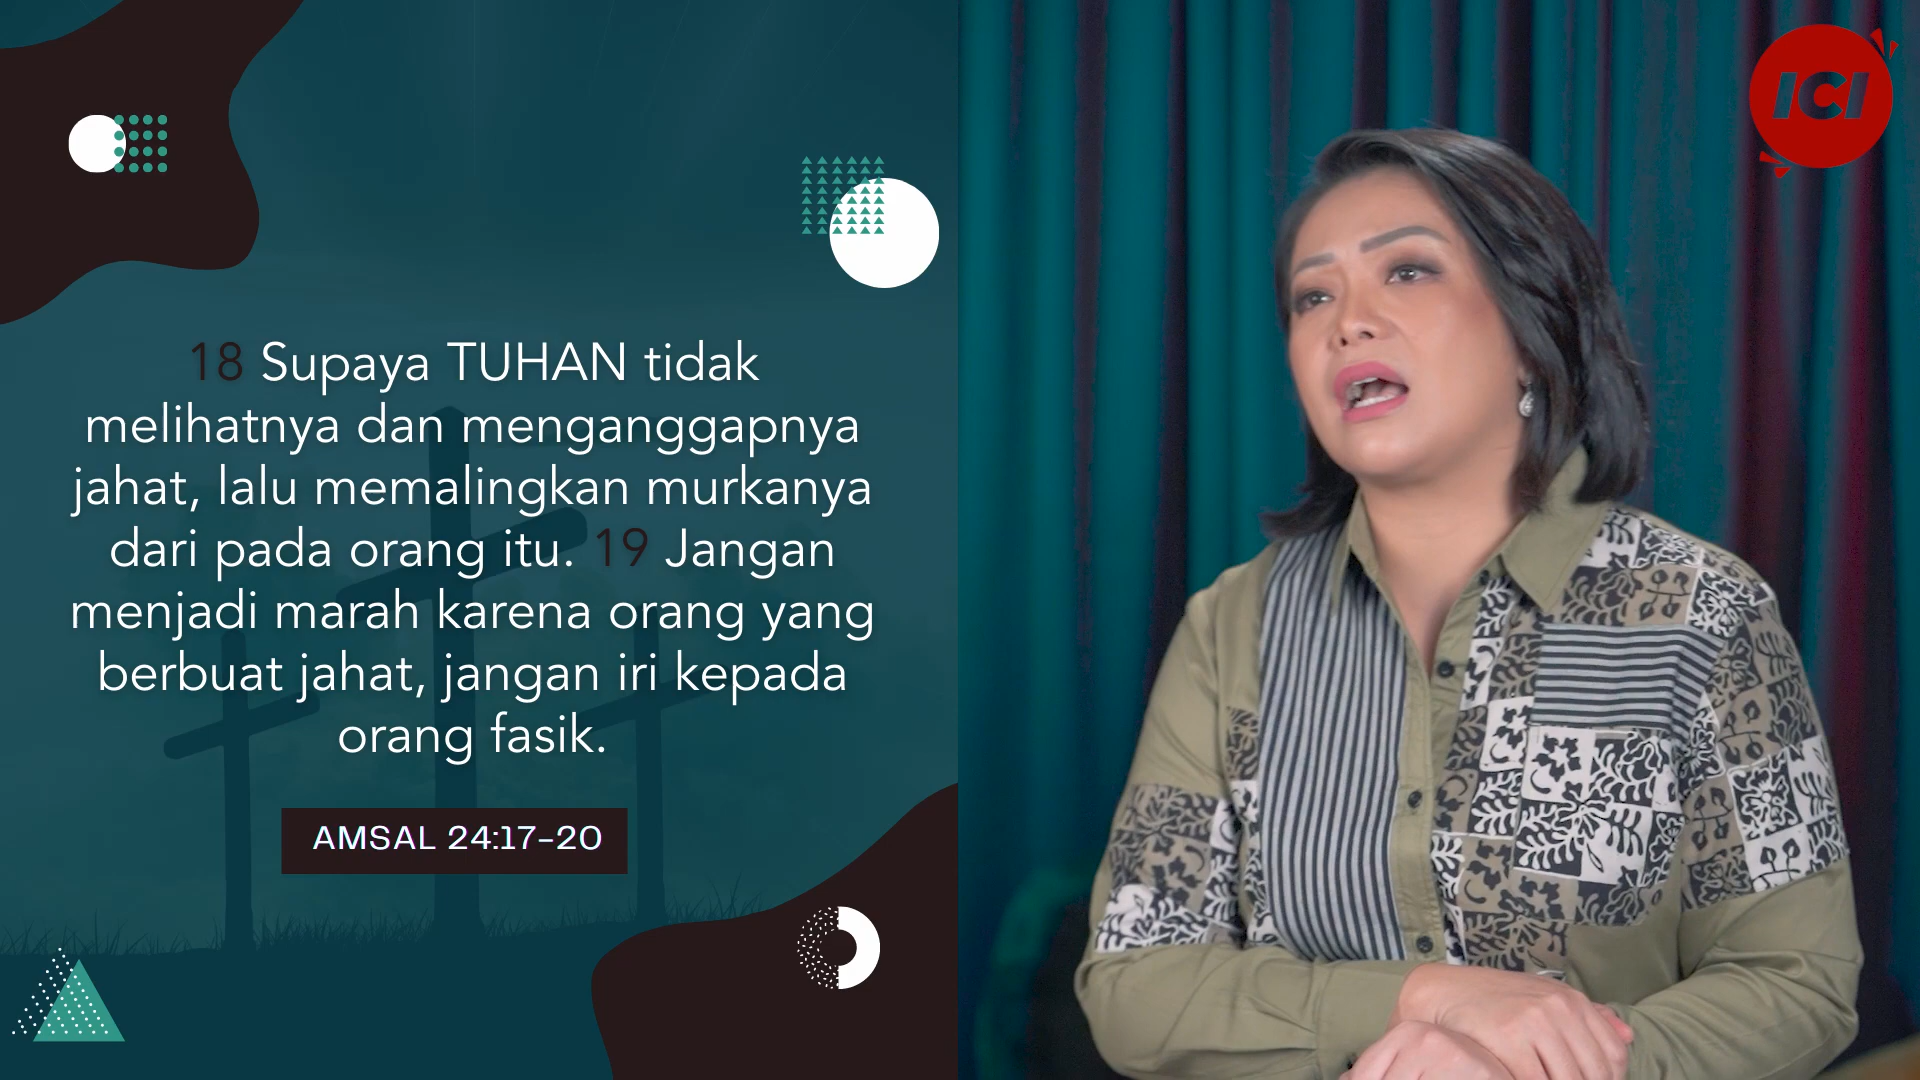 18 Supaya TUHAN tidak
melihatnya dan menganggapnya
jahat, lalu memalingkan murkanya
dari pada orang itu. 19 Jangan
menjadi marah karena orang yang
berbuat jahat, jangan iri kepada
orang fasik.
AMSAL 24:17-20
ICI